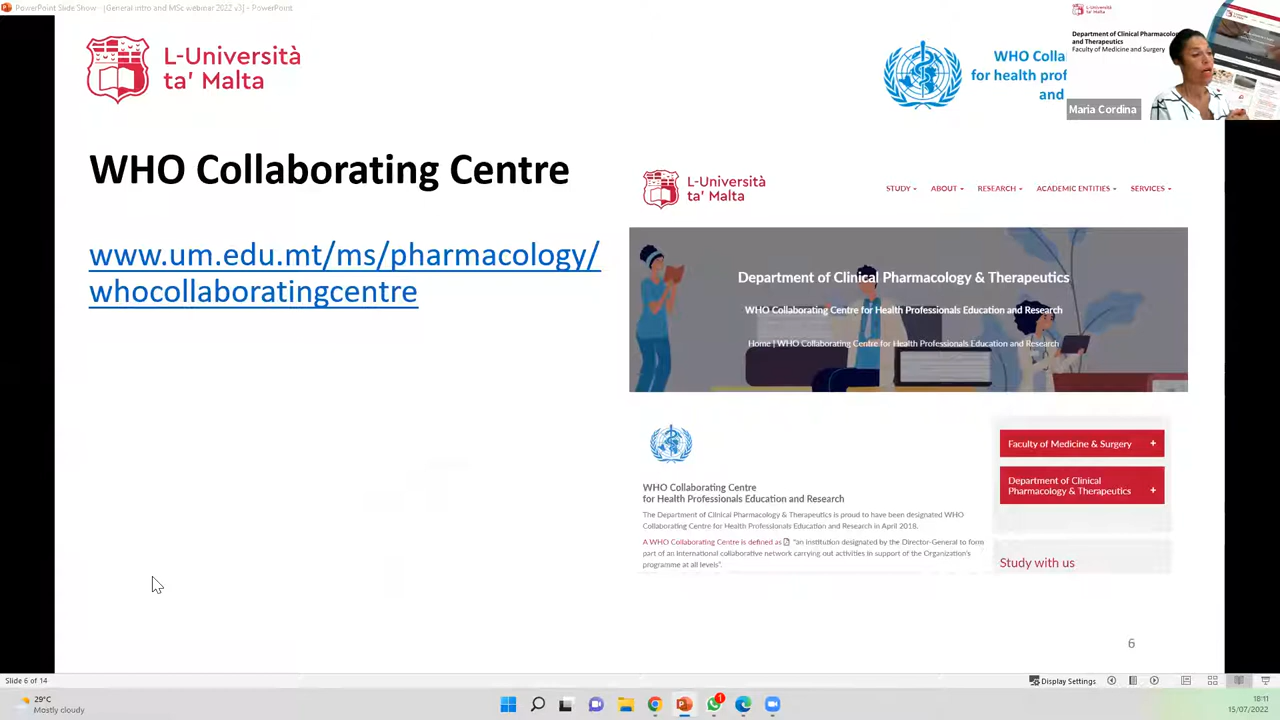 PowerPoint Slide Show - [General intro and MSc webinar 2022 v3] - PowerPoint
L-Università
ta' Malta
WHO Colla
for health prof
and
Department of Clinical Pharmacolo
and Therapeutics
Faculty of Medicine and Surgery
Maria Cordina
WHO Collaborating Centre
www.um.edu.mt/ms/pharmacology/
whocollaboratingcentre
L-Università
ta' Malta
STUDY ABOUT RESEARCH ACADEMIC ENTITIES SERVICES
Department of Clinical Pharmacology & Therapeutics
WHO Collaborating Centre for Health Professionals Education and Research
Home | WHO Collaborating Centre for Health Professionals Education and Research
WHO Collaborating Centre
for Health Professionals Education and Research
The Department of Clinical Pharmacology & Therapeutics is proud to have been designated WHO
Collaborating Centre for Health Professionals Education and Research in April 2018.
A WHO Collaborating Centre is defined as "an institution designated by the Director-General to form
part of an international collaborative network carrying out activities in support of the Organization's
programme at all levels".
Faculty of Medicine & Surgery +
Department of Clinical
Pharmacology & Therapeutics +
Study with us
6
Slide 6 of 14
Display Settings
29°C
Mostly cloudy
1
18:11
15/07/2022